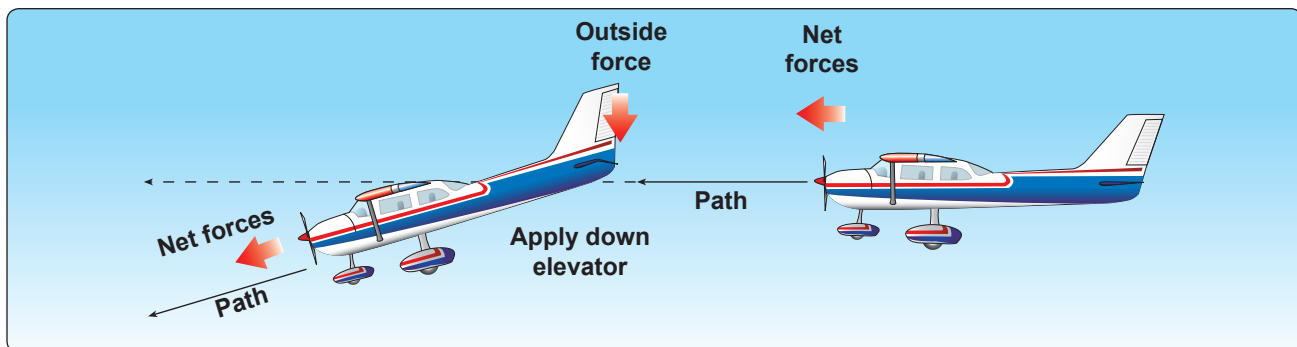 Outside
force
Net
forces
Path
Net forces
Path
Apply down
elevator